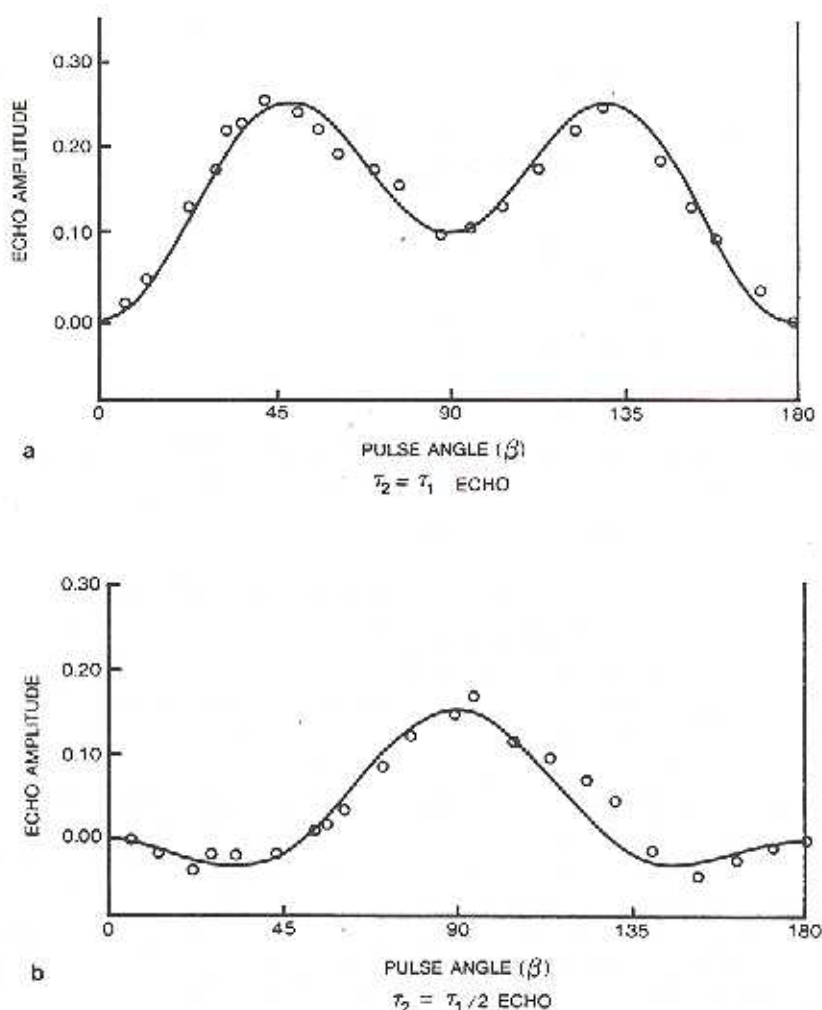 0.30
0.20
0.10
0.00
ECHO AMPLITUDE
0 45 90 135 180
a
PULSE ANGLE (β)
τ₂ = τ₁ ECHO
0.30
0.20
0.10
0.00
ECHO AMPLITUDE
0 45 90 135 180
b
PULSE ANGLE (β)
τ₂ = τ₁/2 ECHO